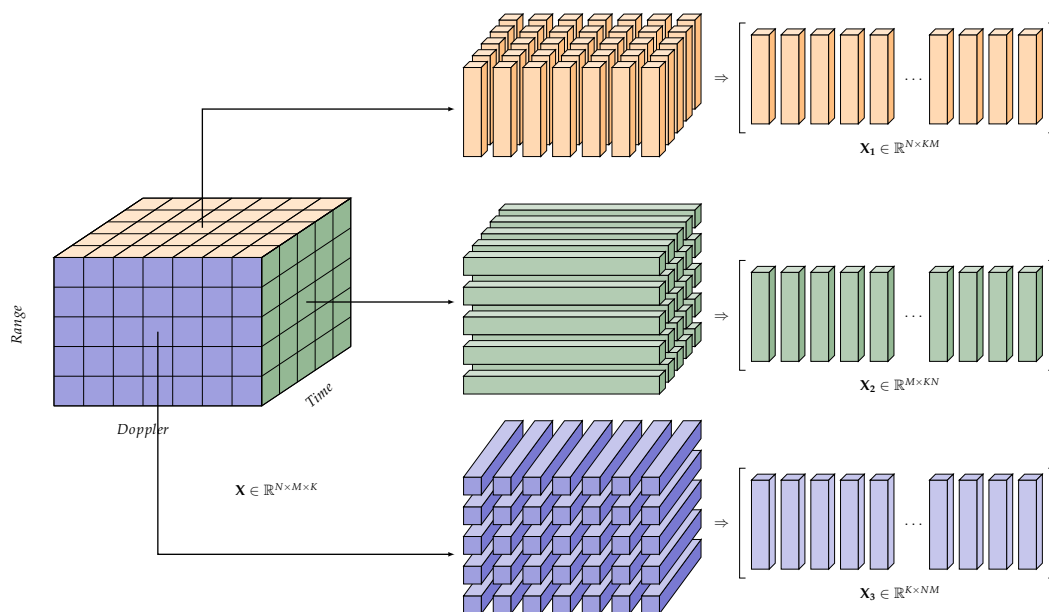 ⇒
⋯
𝐗₁ ∈ ℝ^{N×KM}
Range
Time
Doppler
⇒
⋯
𝐗₂ ∈ ℝ^{M×KN}
𝐗 ∈ ℝ^{N×M×K}
⇒
⋯
𝐗₃ ∈ ℝ^{K×NM}